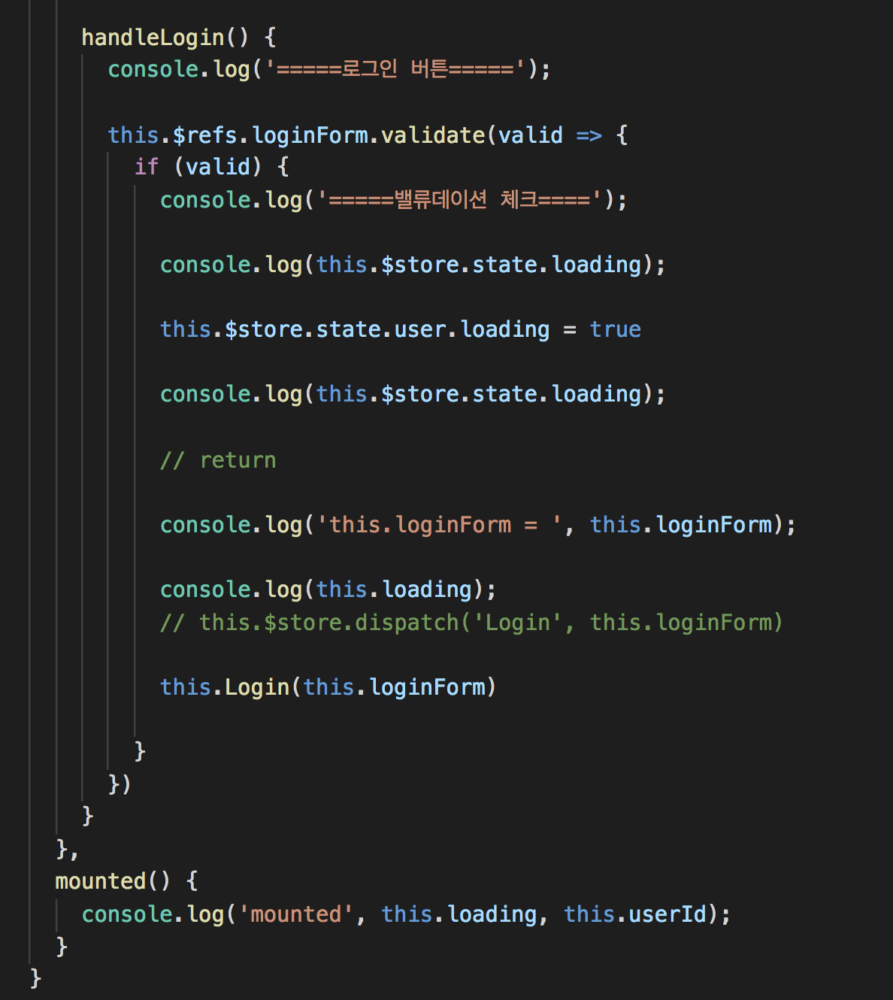 handleLogin() {
console.log('=====로그인 버튼=====');
this.$refs.loginForm.validate(valid => {
if (valid) {
console.log('=====밸류데이션 체크====');
console.log(this.$store.state.loading);
this.$store.state.user.loading = true
console.log(this.$store.state.loading);
// return
console.log('this.loginForm = ', this.loginForm);
console.log(this.loading);
// this.$store.dispatch('Login', this.loginForm)
this.Login(this.loginForm)
}
})
}
},
mounted() {
console.log('mounted', this.loading, this.userId);
}
}